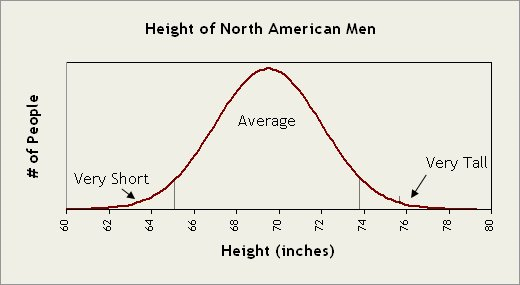 Height of North American Men
# of People
Average
Very Short
Very Tall
60 62 64 66 68 70 72 74 76 78 80
Height (inches)